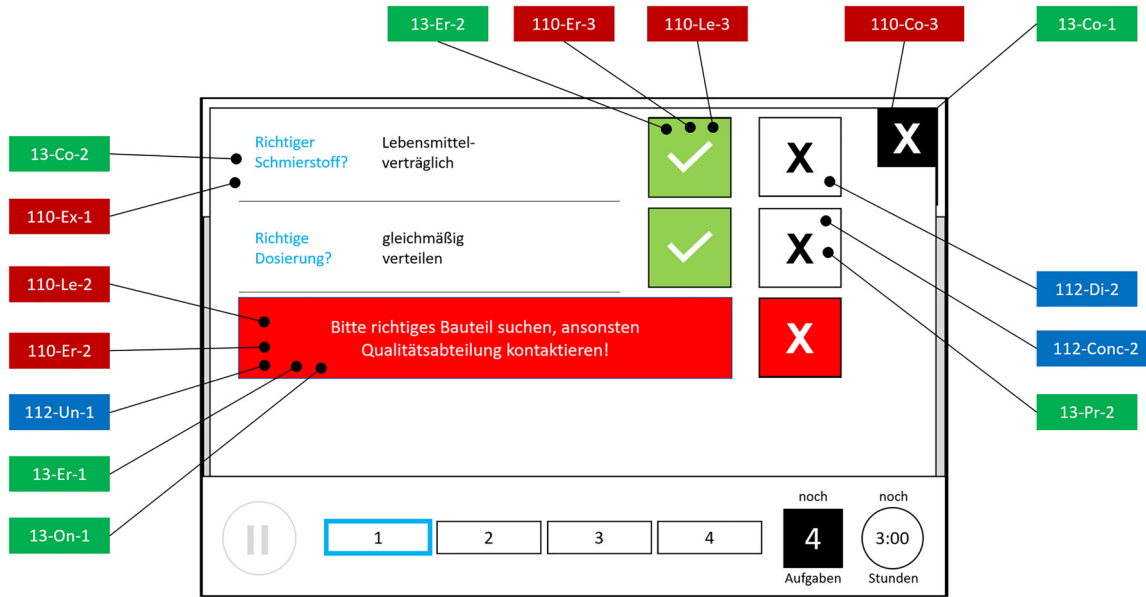 13-Er-2
110-Er-3
110-Le-3
110-Co-3
13-Co-1
13-Co-2
110-Ex-1
110-Le-2
110-Er-2
112-Un-1
13-Er-1
13-On-1
Richtiger
Schmierstoff?
Lebensmittel-
verträglich
X
X
Richtige
Dosierung?
gleichmäßig
verteilen
X
Bitte richtiges Bauteil suchen, ansonsten
Qualitätsabteilung kontaktieren!
X
112-Di-2
112-Conc-2
13-Pr-2
1
2
3
4
noch
4
Aufgaben
noch
3:00
Stunden